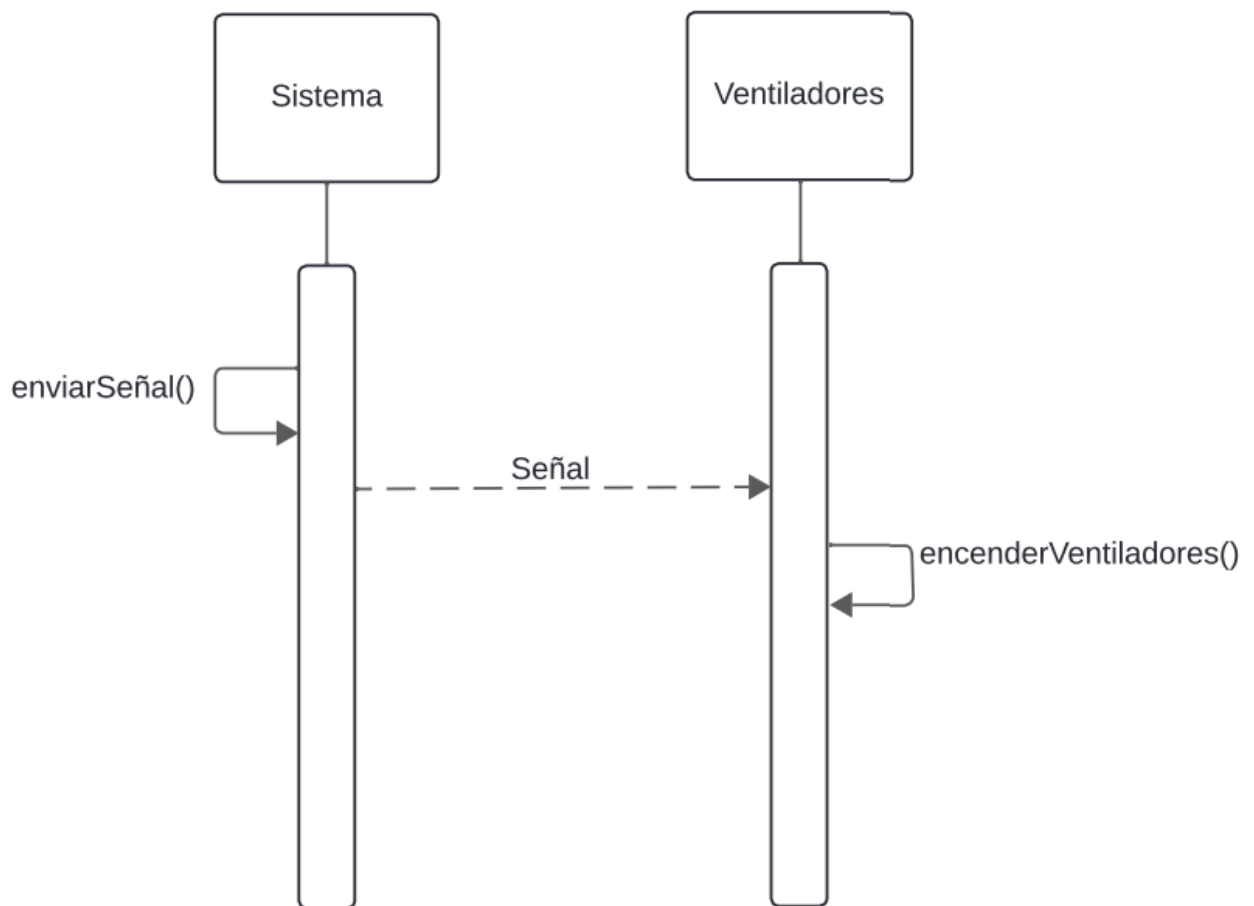 Sistema
Ventiladores
enviarSeñal()
Señal
encenderVentiladores()